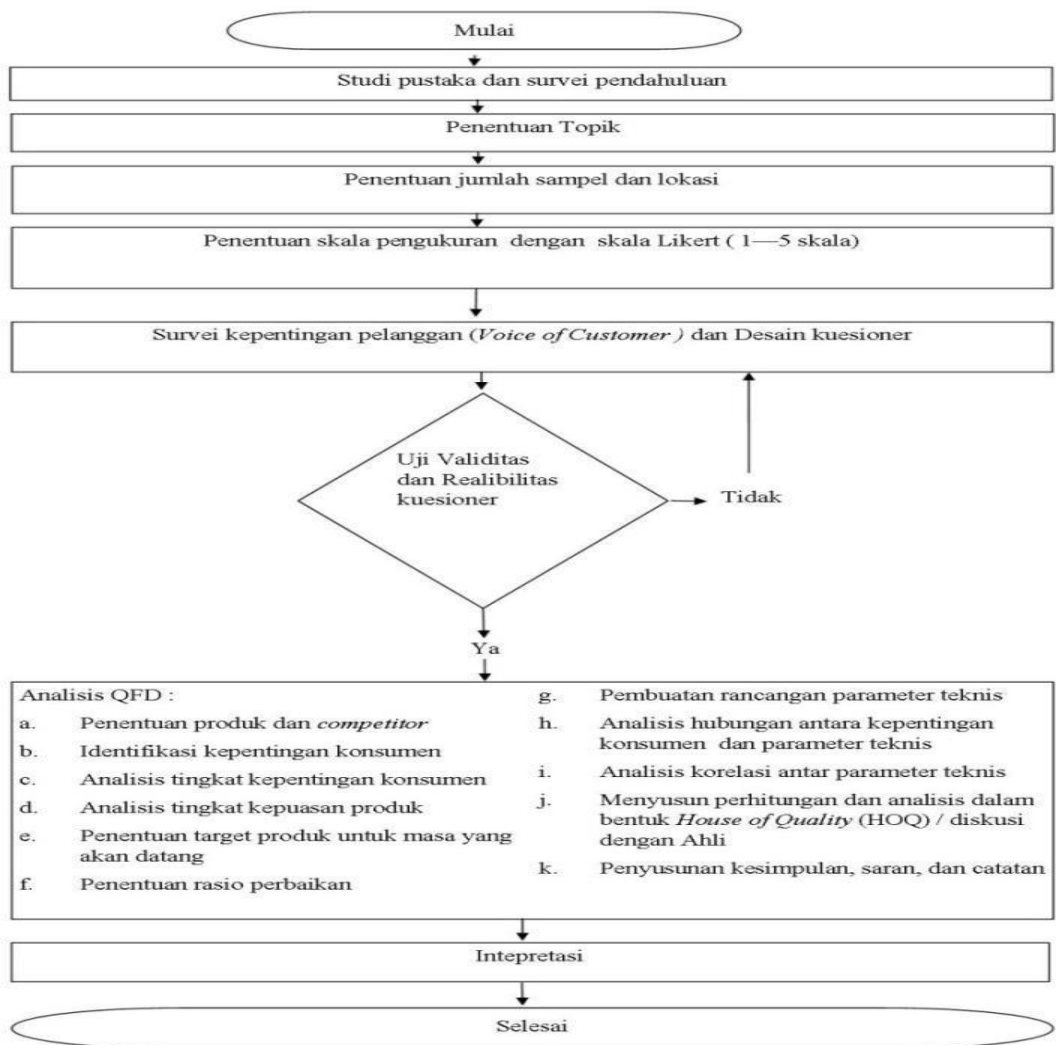 Mulai
Studi pustaka dan survei pendahuluan
Penentuan Topik
Penentuan jumlah sampel dan lokasi
Penentuan skala pengukuran dengan skala Likert ( 1—5 skala)
Survei kepentingan pelanggan (Voice of Customer ) dan Desain kuesioner
Uji Validitas
dan Realibilitas
kuesioner
Tidak
Ya
Analisis QFD :
a. Penentuan produk dan competitor
b. Identifikasi kepentingan konsumen
c. Analisis tingkat kepentingan konsumen
d. Analisis tingkat kepuasan produk
e. Penentuan target produk untuk masa yang
akan datang
f. Penentuan rasio perbaikan
g. Pembuatan rancangan parameter teknis
h. Analisis hubungan antara kepentingan
konsumen dan parameter teknis
i. Analisis korelasi antar parameter teknis
j. Menyusun perhitungan dan analisis dalam
bentuk House of Quality (HOQ) / diskusi
dengan Ahli
k. Penyusunan kesimpulan, saran, dan catatan
Intepretasi
Selesai